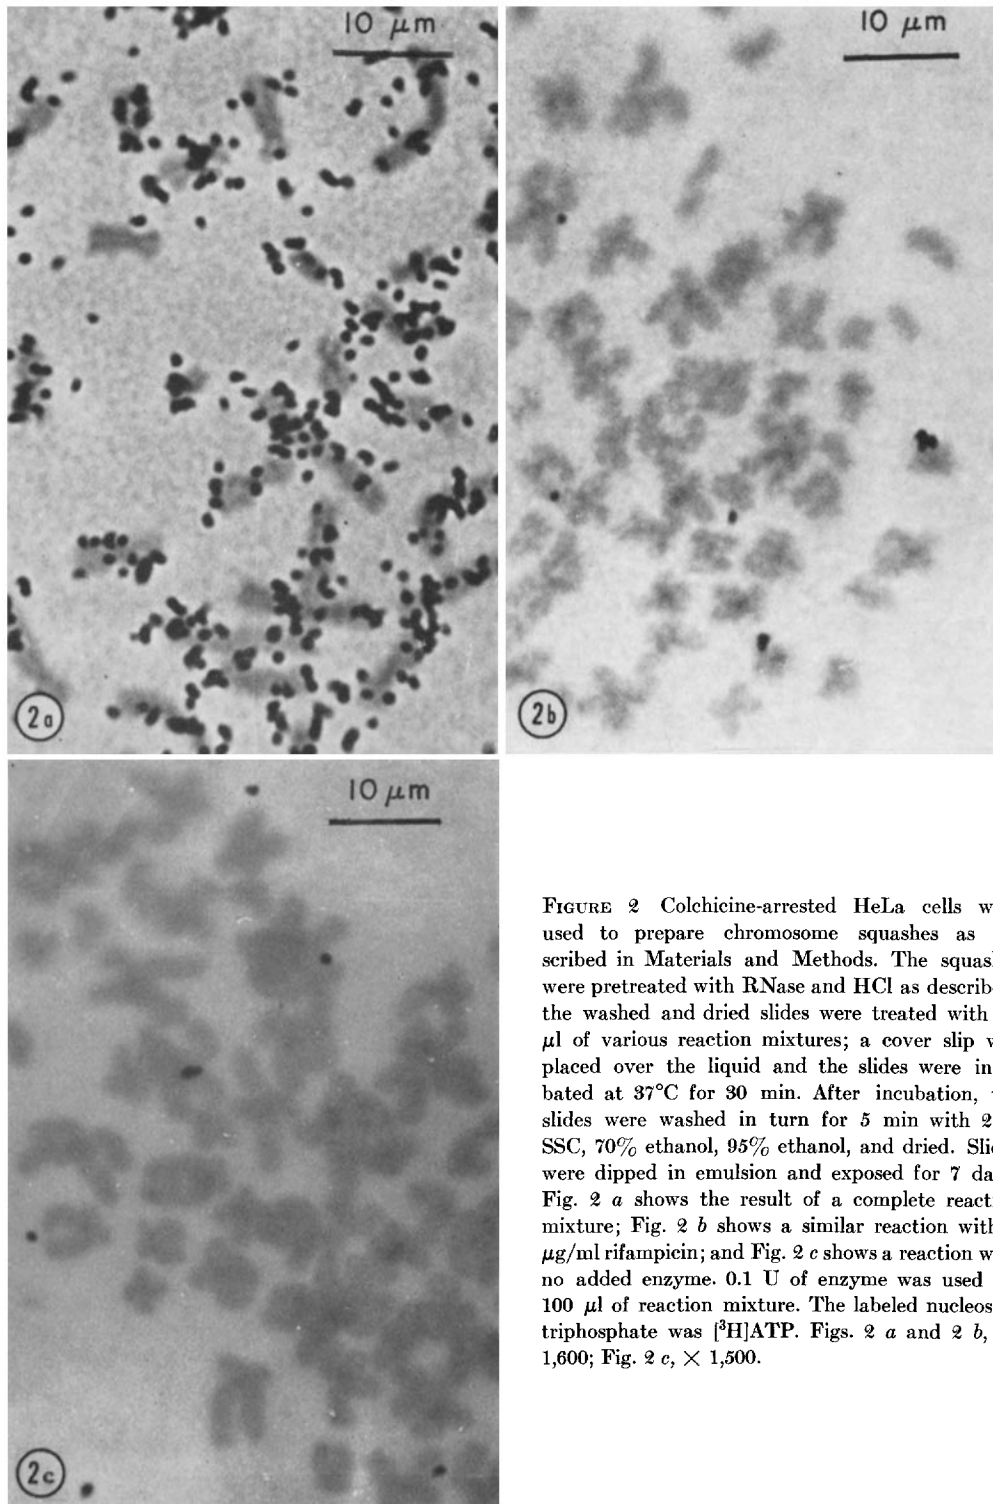 10 μm
10 μm
2a
2b
10 μm
2c
FIGURE 2 Colchicine-arrested HeLa cells
used to prepare chromosome squashes as
scribed in Materials and Methods. The
were pretreated with RNase and HCl as
the washed and dried slides were treated with
μl of various reaction mixtures; a cover slip
placed over the liquid and the slides were
bated at 37°C for 30 min. After incubation,
slides were washed in turn for 5 min with 2
SSC, 70% ethanol, 95% ethanol, and dried.
were dipped in emulsion and exposed for 7
Fig. 2 a shows the result of a complete
mixture; Fig. 2 b shows a similar reaction
μg/ml rifampicin; and Fig. 2 c shows a reaction
no added enzyme. 0.1 U of enzyme was used
100 μl of reaction mixture. The labeled
triphosphate was [³H]ATP. Figs. 2 a and 2 b,
1,600; Fig. 2 c, × 1,500.